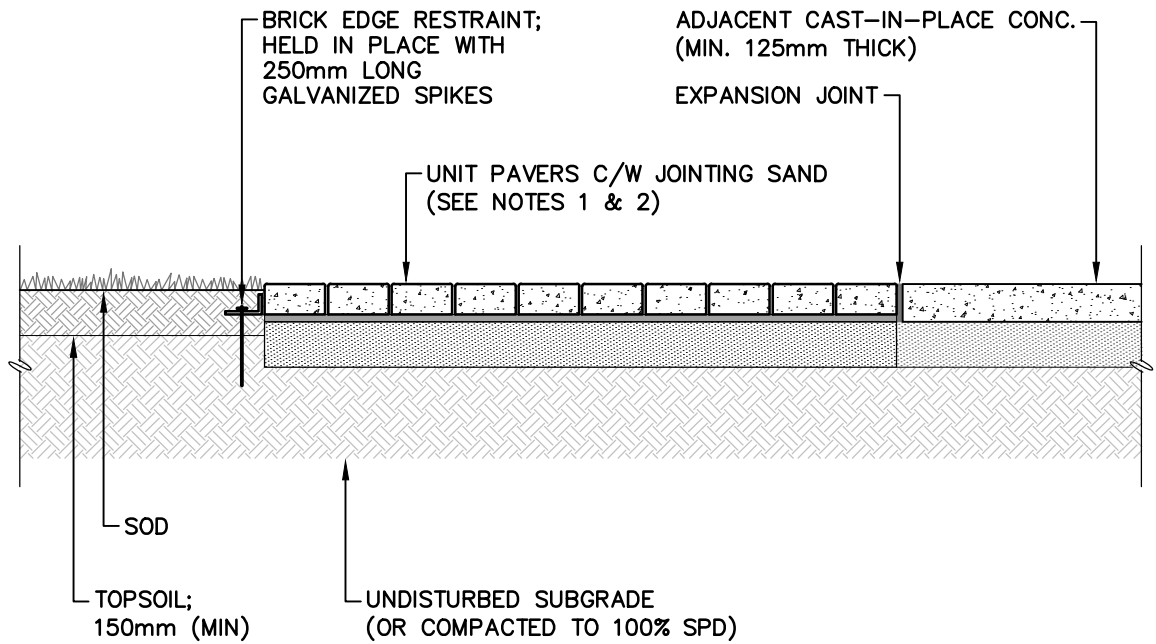 BRICK EDGE RESTRAINT;
HELD IN PLACE WITH
250mm LONG
GALVANIZED SPIKES
ADJACENT CAST-IN-PLACE CONC.
(MIN. 125mm THICK)
EXPANSION JOINT
UNIT PAVERS C/W JOINTING SAND
(SEE NOTES 1 & 2)
SOD
TOPSOIL;
150mm (MIN)
UNDISTURBED SUBGRADE
(OR COMPACTED TO 100% SPD)